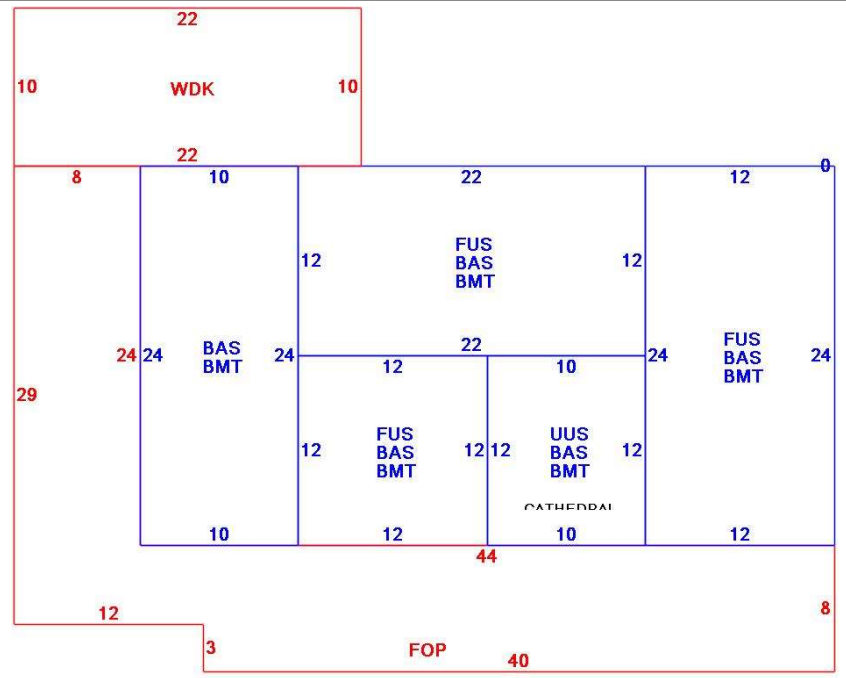 22
10 WDK 10
22
8 10 22 12 0
12 FUS 12
BAS
BMT
24 24 BAS 24
BMT
22
12 10
24 FUS 24
BAS
BMT
29
12 FUS 12 12 UUS 12
BAS BAS
BMT BMT
CATHEDRAL
10 12 10 12
44
12 8
3 FOP 40